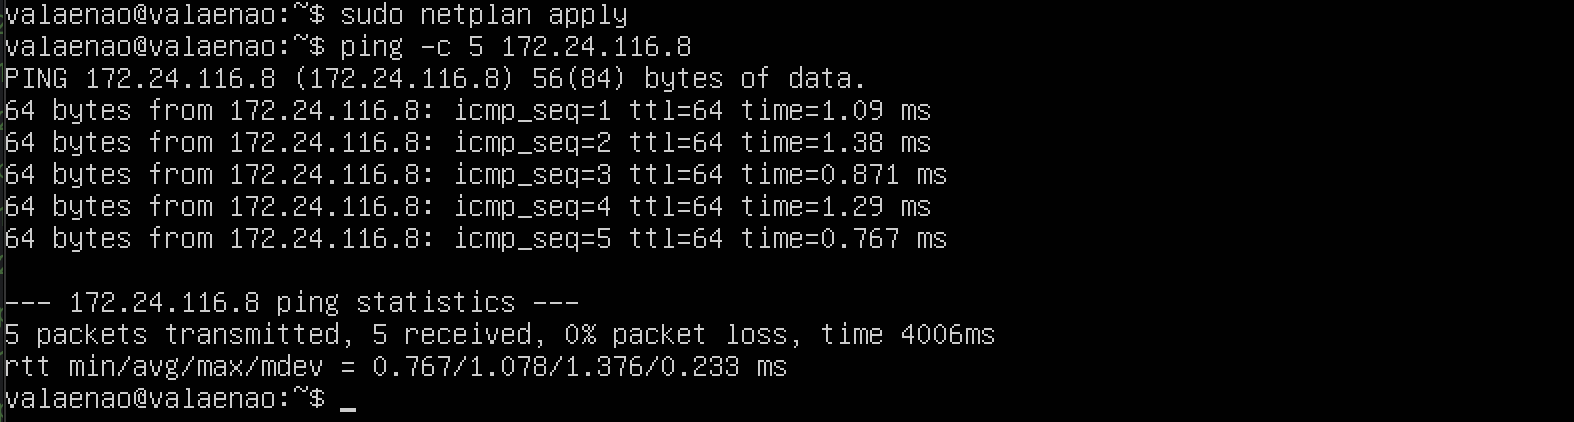 valaenao@valaenao:~$ sudo netplan apply
valaenao@valaenao:~$ ping -c 5 172.24.116.8
PING 172.24.116.8 (172.24.116.8) 56(84) bytes of data.
64 bytes from 172.24.116.8: icmp_seq=1 ttl=64 time=1.09 ms
64 bytes from 172.24.116.8: icmp_seq=2 ttl=64 time=1.38 ms
64 bytes from 172.24.116.8: icmp_seq=3 ttl=64 time=0.871 ms
64 bytes from 172.24.116.8: icmp_seq=4 ttl=64 time=1.29 ms
64 bytes from 172.24.116.8: icmp_seq=5 ttl=64 time=0.767 ms
--- 172.24.116.8 ping statistics ---
5 packets transmitted, 5 received, 0% packet loss, time 4006ms
rtt min/avg/max/mdev = 0.767/1.078/1.376/0.233 ms
valaenao@valaenao:~$ _